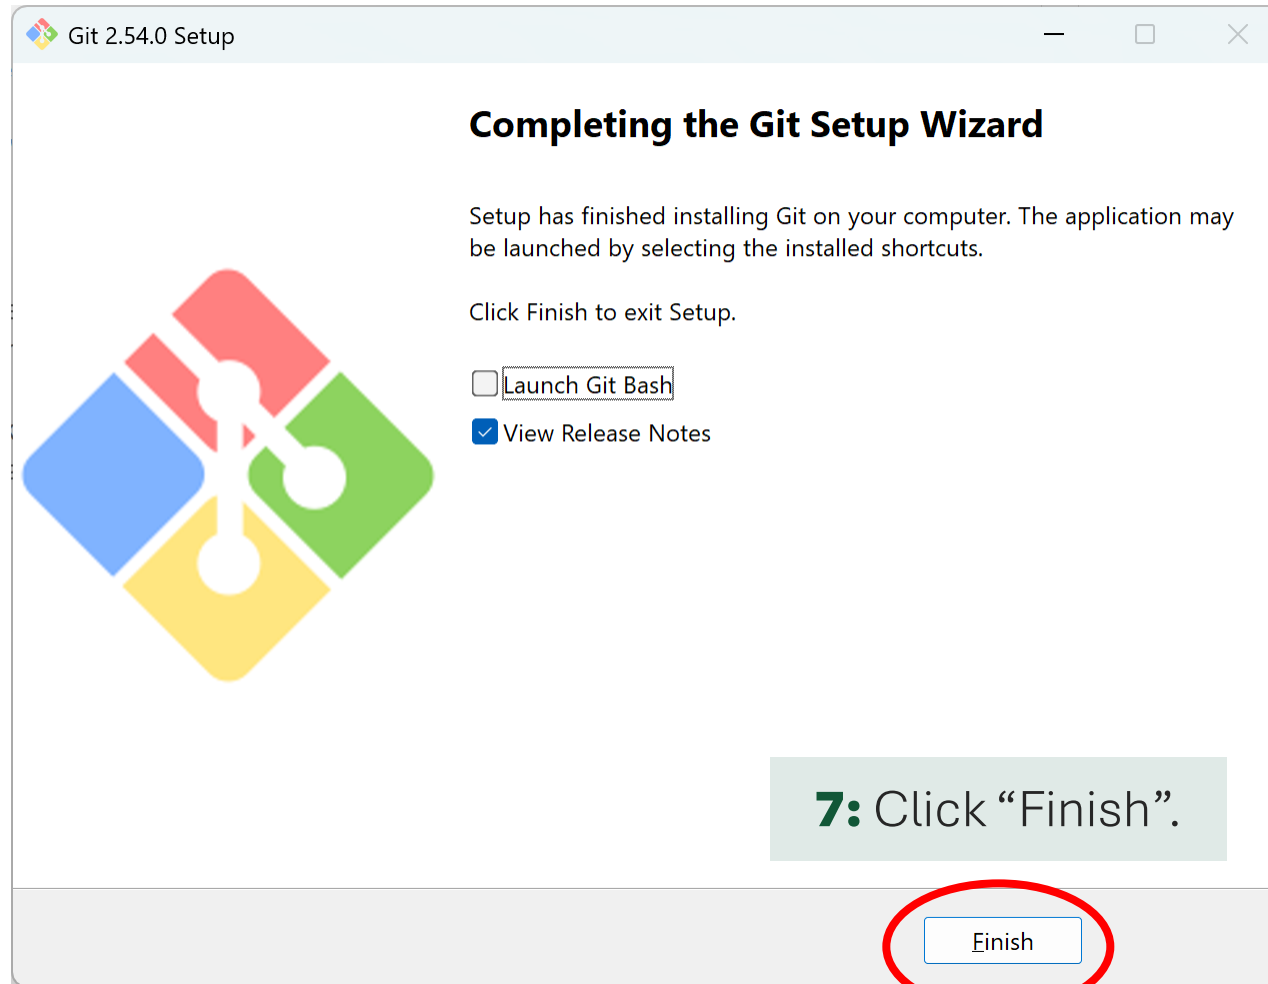 Git 2.54.0 Setup
Completing the Git Setup Wizard
Setup has finished installing Git on your computer. The application may
be launched by selecting the installed shortcuts.
Click Finish to exit Setup.
Launch Git Bash
View Release Notes
7: Click “Finish”.
Finish